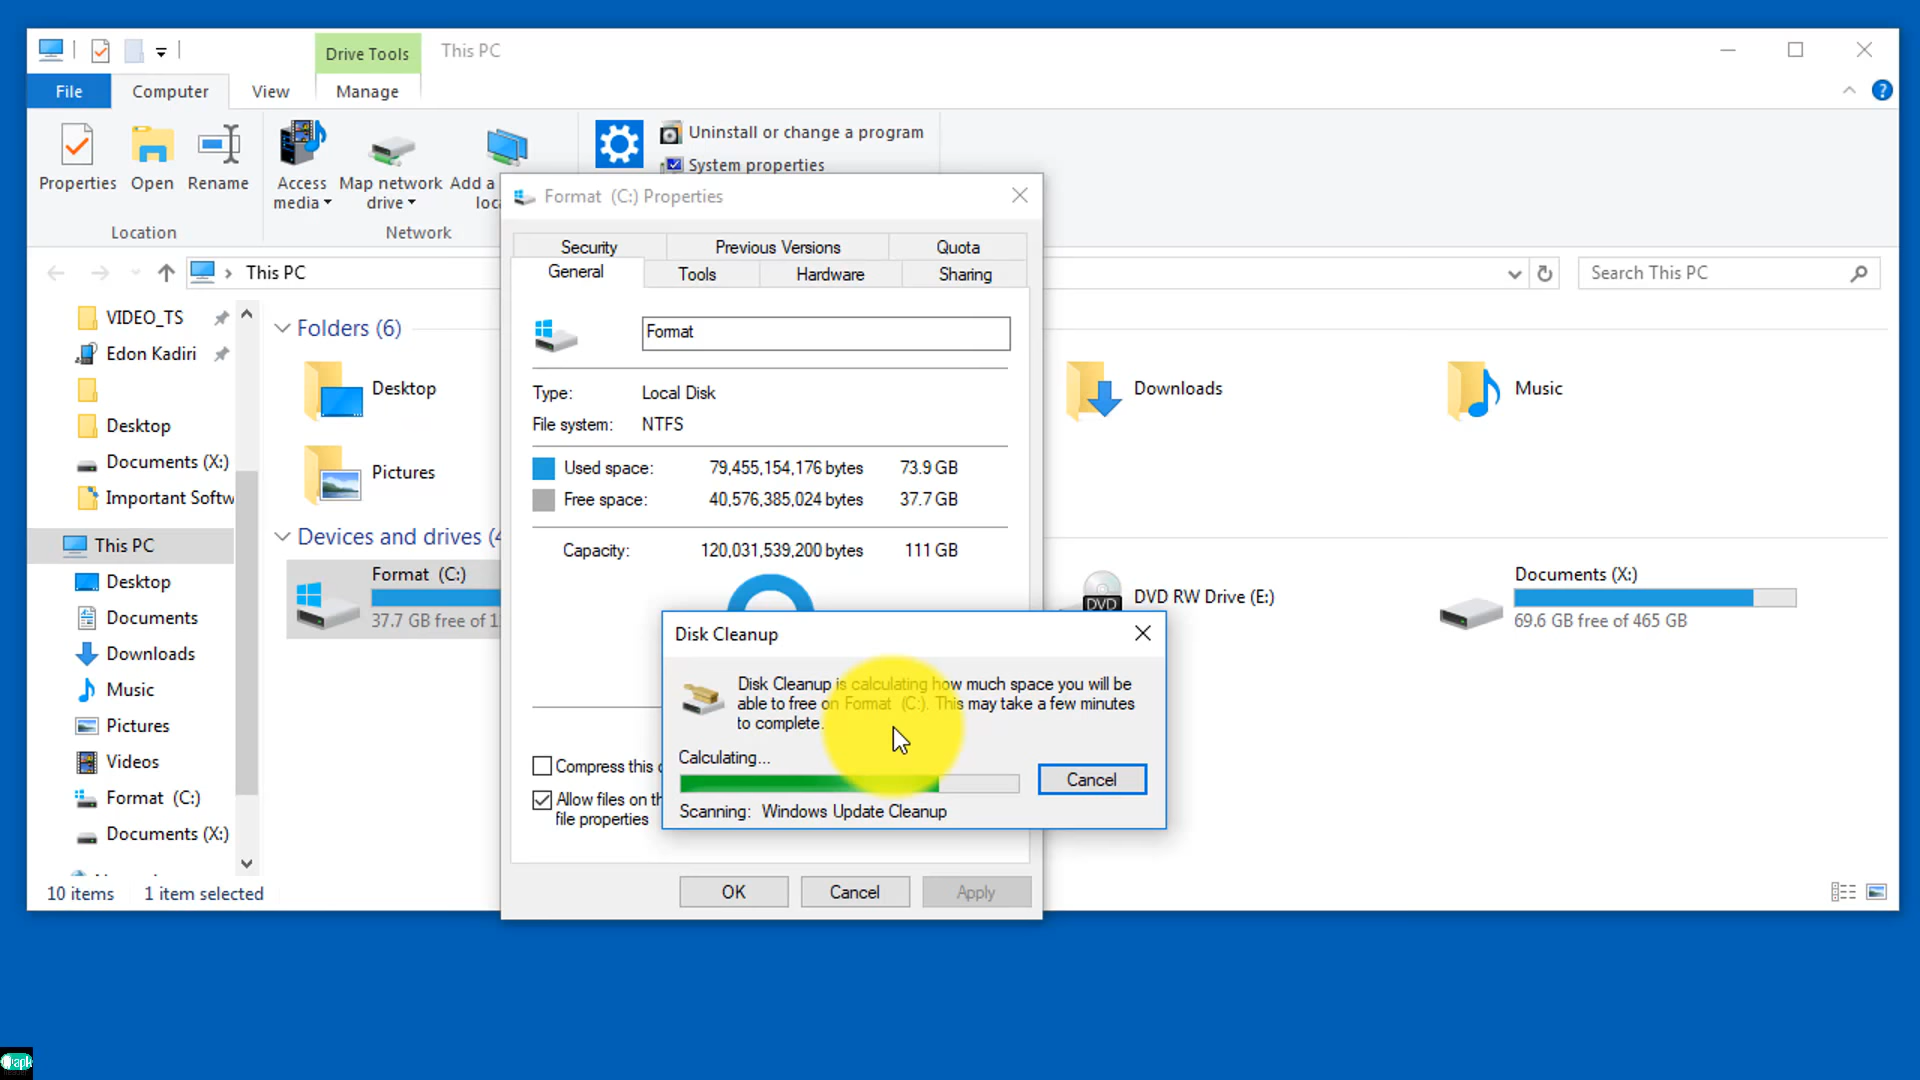 Drive Tools
This PC
File
Computer
View
Manage
Properties
Open
Rename
Access
media
Map network
drive
Add a
loc
Uninstall or change a program
System properties
Location
Network
This PC
Search This PC
VIDEO_TS
Edon Kadiri
Desktop
Documents (X:)
Important Softw
This PC
Desktop
Documents
Downloads
Music
Pictures
Videos
Format (C:)
Documents (X:)
10 items
1 item selected
Folders (6)
Desktop
Downloads
Music
Pictures
Devices and drives (4
Format (C:)
37.7 GB free of 1
DVD
DVD RW Drive (E:)
Documents (X:)
69.6 GB free of 465 GB
Format (C:) Properties
Security
Previous Versions
Quota
General
Tools
Hardware
Sharing
Format
Type:
Local Disk
File system:
NTFS
Used space:
79,455,154,176 bytes
73.9 GB
Free space:
40,576,385,024 bytes
37.7 GB
Capacity:
120,031,539,200 bytes
111 GB
Compress this
Allow files on th
file properties
OK
Cancel
Apply
Disk Cleanup
Disk Cleanup is calculating how much space you will be
able to free on Format (C:). This may take a few minutes
to complete.
Calculating...
Cancel
Scanning: Windows Update Cleanup